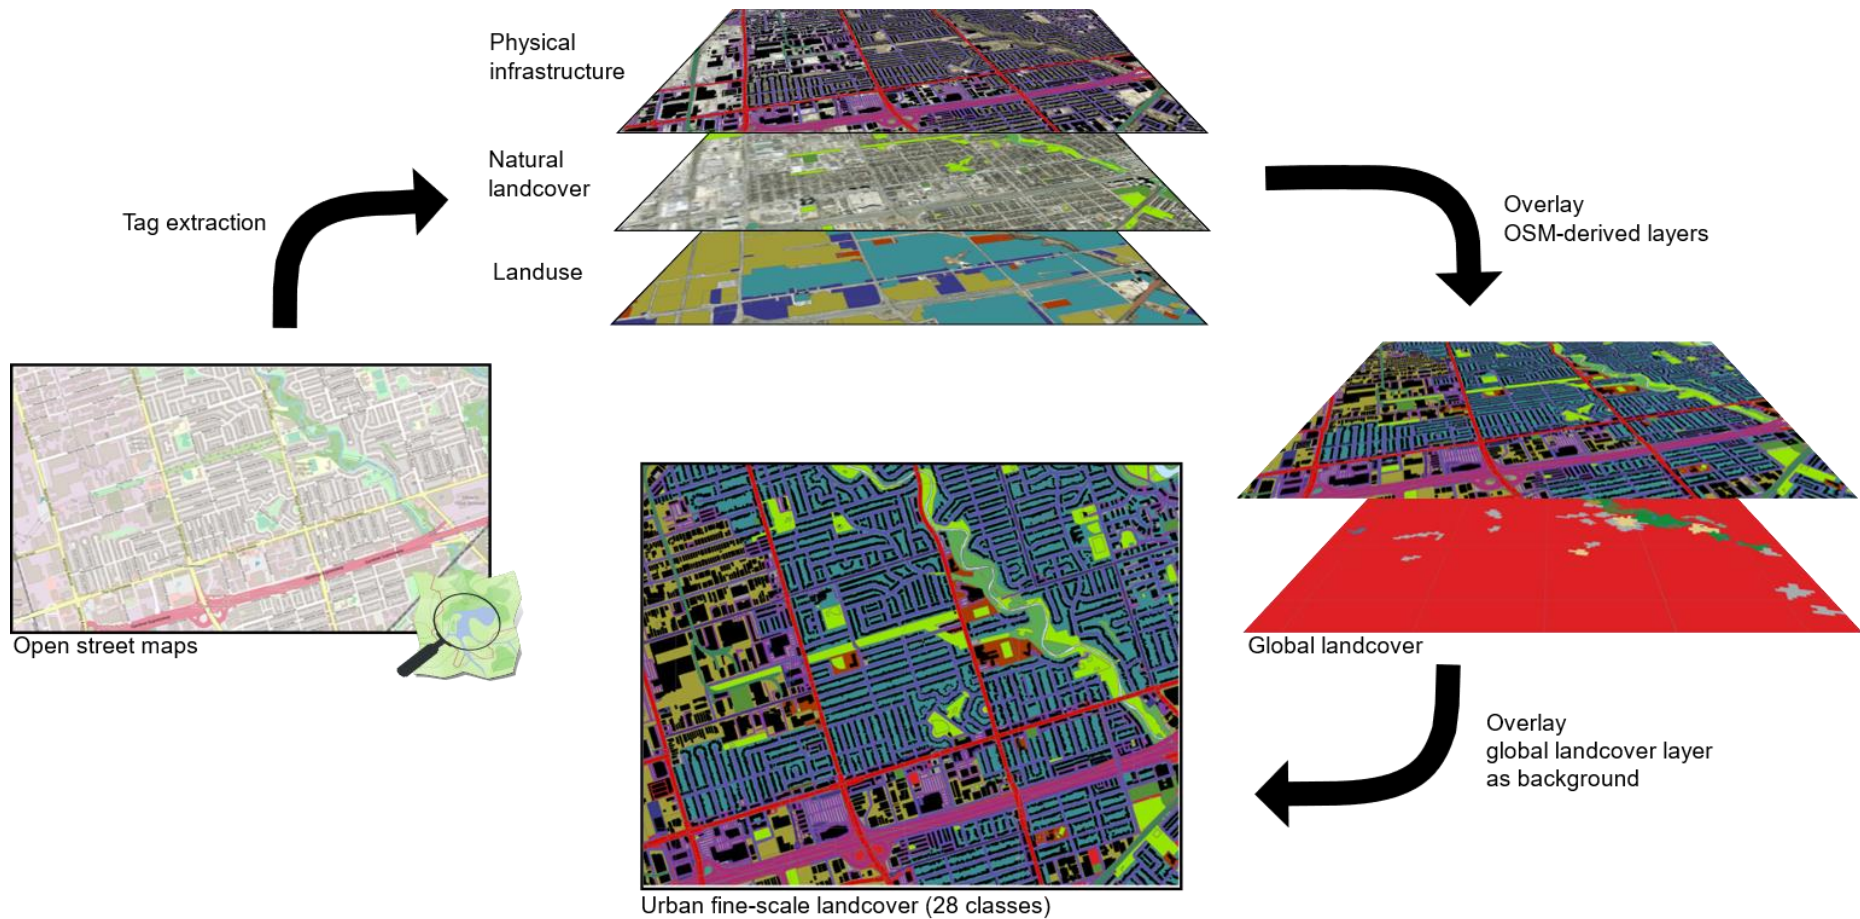 Physical
infrastructure
Natural
landcover
Tag extraction
Landuse
Overlay
OSM-derived layers
Open street maps
Global landcover
Overlay
global landcover layer
as background
Urban fine-scale landcover (28 classes)